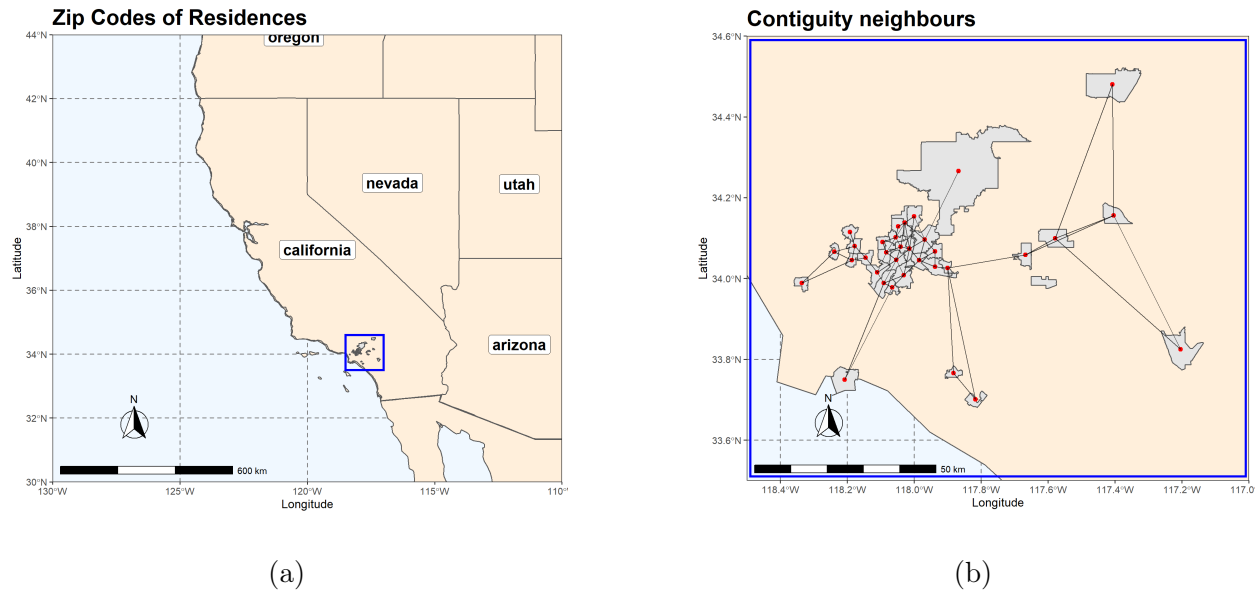 Zip Codes of Residences
44°N
42°N
40°N
38°N
36°N
34°N
32°N
30°N
Latitude
oregon
nevada
utah
california
arizona
N
600 km
130°W
125°W
120°W
115°W
110°
Longitude
(a)
Contiguity neighbours
34.6°N
34.4°N
34.2°N
34.0°N
33.8°N
33.6°N
Latitude
N
50 km
118.4°W
118.2°W
118.0°W
117.8°W
117.6°W
117.4°W
117.2°W
117.0°
Longitude
(b)